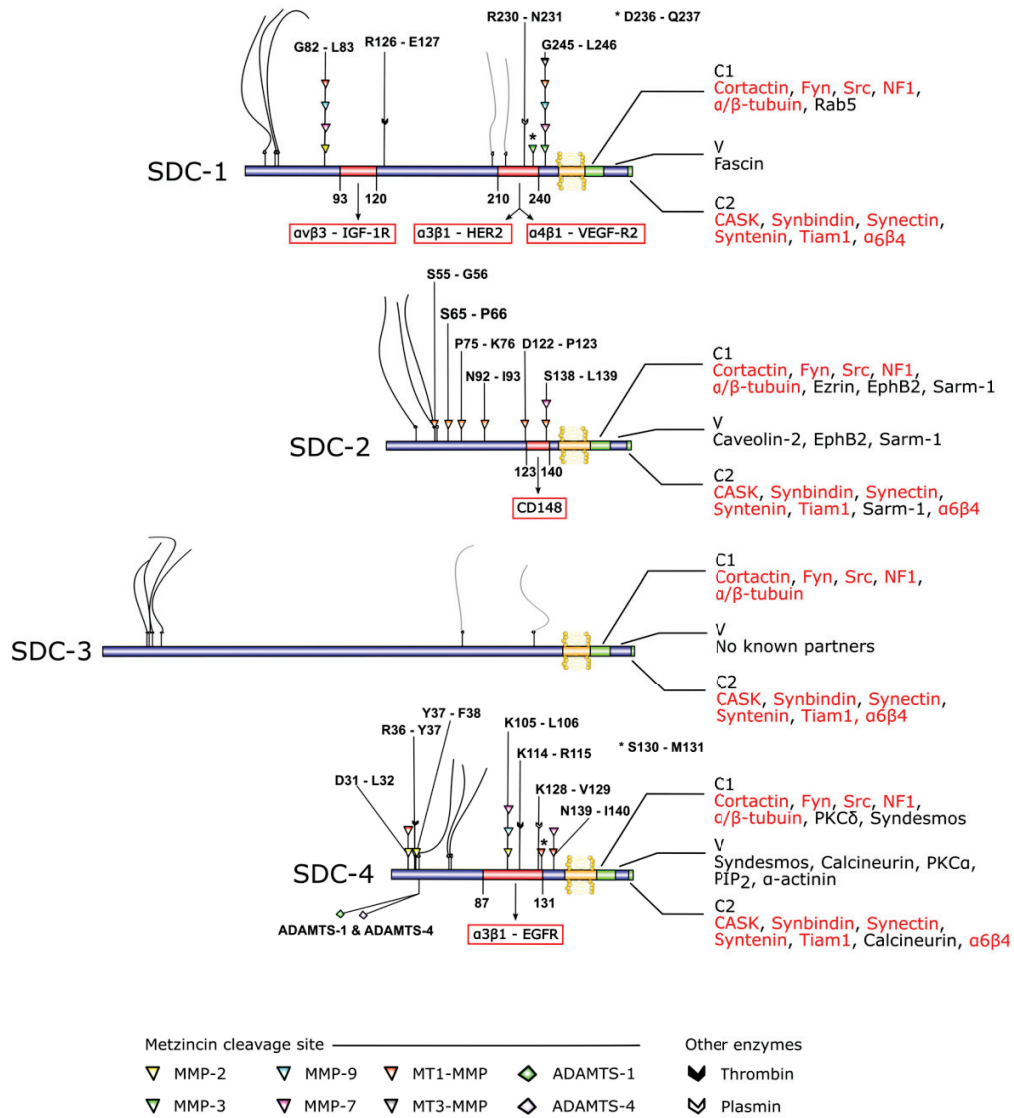 R230 - N231
* D236 - Q237
R126 - E127
G82 - L83
G245 - L246
C1
Cortactin, Fyn, Src, NF1,
α/β-tubuin, Rab5
V
Fascin
SDC-1
93
120
210
240
C2
CASK, Synbindin, Synectin,
Syntenin, Tiam1, α6β4
αvβ3 - IGF-1R
α3β1 - HER2
α4β1 - VEGF-R2
*
S55 - G56
S65 - P66
P75 - K76
D122 - P123
N92 - I93
S138 - L139
C1
Cortactin, Fyn, Src, NF1,
α/β-tubuin, Ezrin, EphB2, Sarm-1
V
Caveolin-2, EphB2, Sarm-1
SDC-2
123
140
C2
CASK, Synbindin, Synectin,
Syntenin, Tiam1, Sarm-1, α6β4
CD148
C1
Cortactin, Fyn, Src, NF1,
α/β-tubuin
V
No known partners
SDC-3
C2
CASK, Synbindin, Synectin,
Syntenin, Tiam1, α6β4
Y37 - F38
R36 - Y37
K105 - L106
* S130 - M131
K114 - R115
D31 - L32
K128 - V129
N139 - I140
*
C1
Cortactin, Fyn, Src, NF1,
α/β-tubuin, PKCδ, Syndesmos
V
Syndesmos, Calcineurin, PKCα,
PIP2, α-actinin
SDC-4
87
131
C2
CASK, Synbindin, Synectin,
Syntenin, Tiam1, Calcineurin, α6β4
ADAMTS-1 & ADAMTS-4
α3β1 - EGFR
Metzincin cleavage site
Other enzymes
MMP-2
MMP-9
MT1-MMP
ADAMTS-1
Thrombin
MMP-3
MMP-7
MT3-MMP
ADAMTS-4
Plasmin